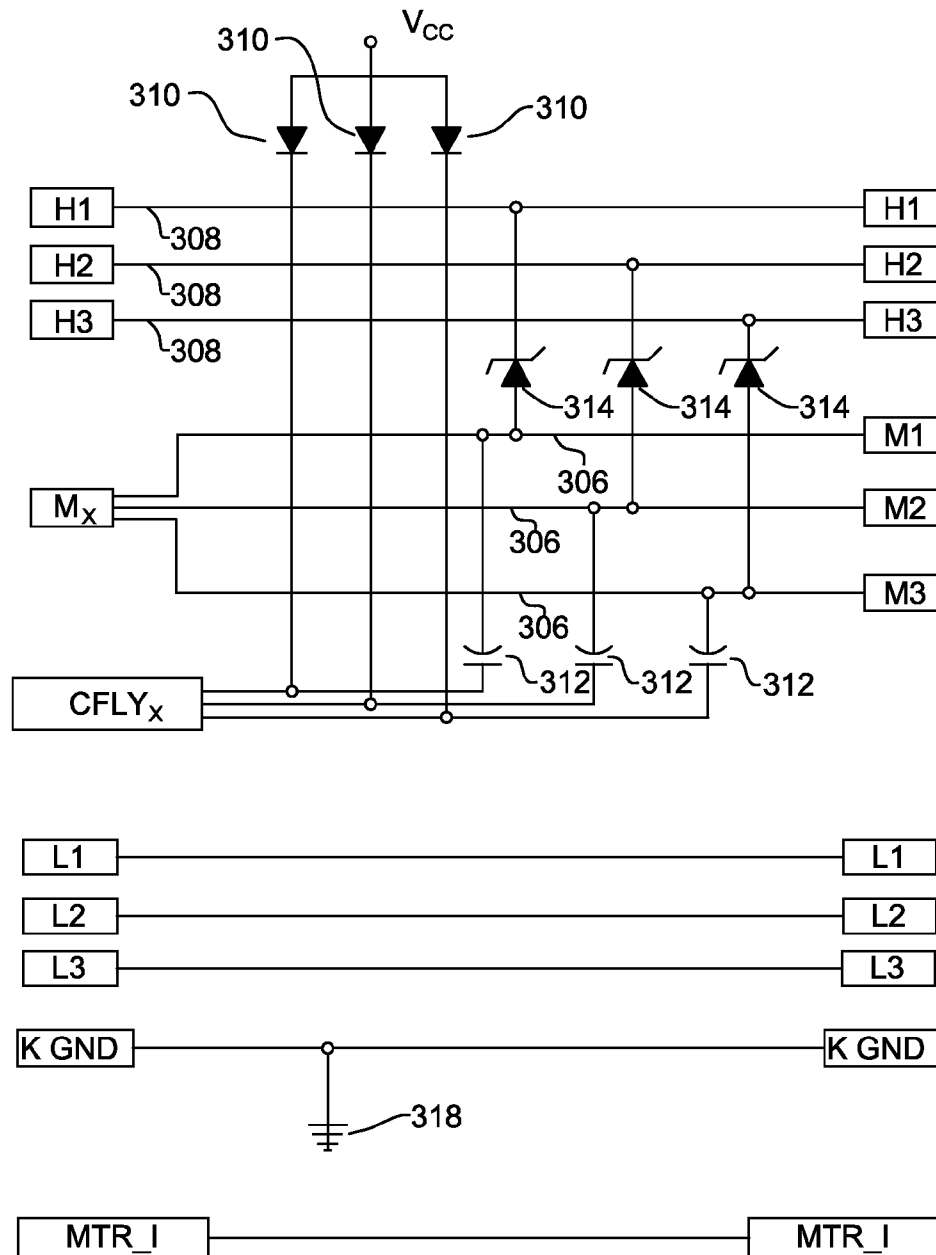 V_CC
310
310
310
H1 H1
308
H2 H2
308
H3 H3
308
314 314 314
M1
306
M_X M2
306
M3
306
312 312 312
CFLY_X
L1 L1
L2 L2
L3 L3
K GND K GND
318
MTR_I MTR_I